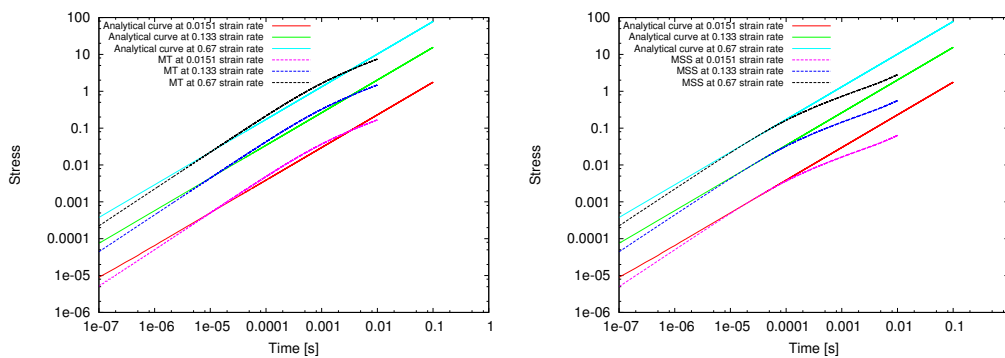 Analytical curve at 0.0151 strain rate
Analytical curve at 0.133 strain rate
Analytical curve at 0.67 strain rate
MT at 0.0151 strain rate
MT at 0.133 strain rate
MT at 0.67 strain rate
100
10
1
0.1
0.01
0.001
0.0001
1e-05
1e-06
Stress
1e-07 1e-06 1e-05 0.0001 0.001 0.01 0.1 1
Time [s]
Analytical curve at 0.0151 strain rate
Analytical curve at 0.133 strain rate
Analytical curve at 0.67 strain rate
MSS at 0.0151 strain rate
MSS at 0.133 strain rate
MSS at 0.67 strain rate
100
10
1
0.1
0.01
0.001
0.0001
1e-05
1e-06
Stress
1e-07 1e-06 1e-05 0.0001 0.001 0.01 0.1
Time [s]